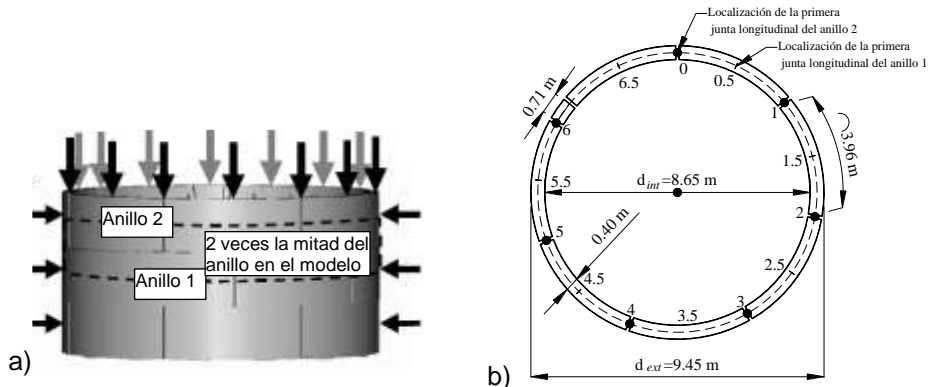 a)
Anillo 2
2 veces la mitad del
anillo en el modelo
Anillo 1
b)
Localización de la primera
junta longitudinal del anillo 2
Localización de la primera
junta longitudinal del anillo 1
0
0.5
1
1.5
2
2.5
3
3.5
4
4.5
5
5.5
6
6.5
0.71 m
3.96 m
d int=8.65 m
0.40 m
d ext=9.45 m